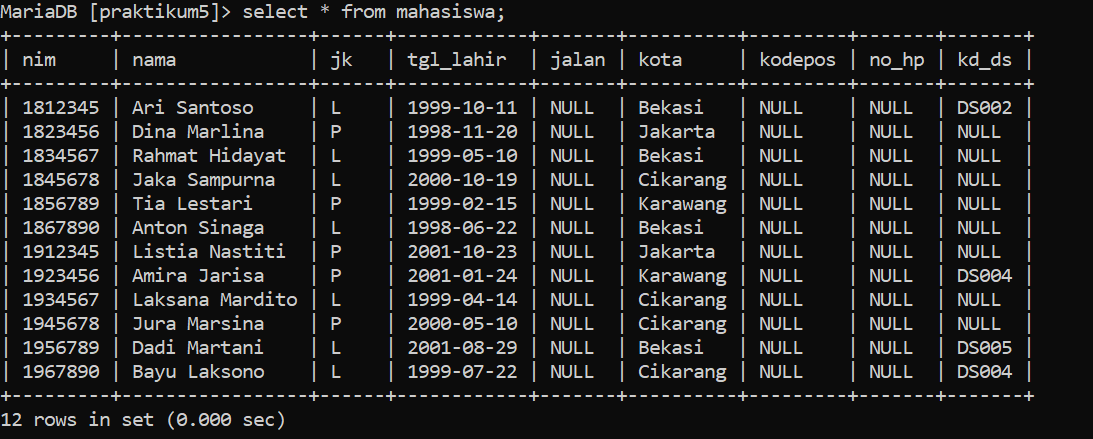 MariaDB [praktikum5]> select * from mahasiswa;
+---------+------------------+------+------------+-------+----------+---------+-------+-------+
| nim     | nama             | jk   | tgl_lahir  | jalan | kota     | kodepos | no_hp | kd_ds |
+---------+------------------+------+------------+-------+----------+---------+-------+-------+
| 1812345 | Ari Santoso      | L    | 1999-10-11 | NULL  | Bekasi   | NULL    | NULL  | DS002 |
| 1823456 | Dina Marlina     | P    | 1998-11-20 | NULL  | Jakarta  | NULL    | NULL  | NULL  |
| 1834567 | Rahmat Hidayat   | L    | 1999-05-10 | NULL  | Bekasi   | NULL    | NULL  | NULL  |
| 1845678 | Jaka Sampurna    | L    | 2000-10-19 | NULL  | Cikarang | NULL    | NULL  | NULL  |
| 1856789 | Tia Lestari      | P    | 1999-02-15 | NULL  | Karawang | NULL    | NULL  | NULL  |
| 1867890 | Anton Sinaga     | L    | 1998-06-22 | NULL  | Bekasi   | NULL    | NULL  | NULL  |
| 1912345 | Listia Nastiti   | P    | 2001-10-23 | NULL  | Jakarta  | NULL    | NULL  | NULL  |
| 1923456 | Amira Jarisa     | P    | 2001-01-24 | NULL  | Karawang | NULL    | NULL  | DS004 |
| 1934567 | Laksana Mardito  | L    | 1999-04-14 | NULL  | Cikarang | NULL    | NULL  | NULL  |
| 1945678 | Jura Marsina     | P    | 2000-05-10 | NULL  | Cikarang | NULL    | NULL  | NULL  |
| 1956789 | Dadi Martani     | L    | 2001-08-29 | NULL  | Bekasi   | NULL    | NULL  | DS005 |
| 1967890 | Bayu Laksono     | L    | 1999-07-22 | NULL  | Cikarang | NULL    | NULL  | DS004 |
+---------+------------------+------+------------+-------+----------+---------+-------+-------+
12 rows in set (0.000 sec)